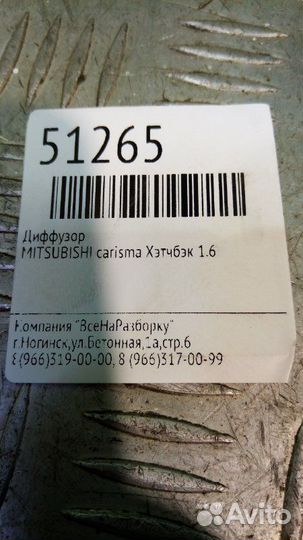 51265
Диффузор
MITSUBISHI carisma Хэтчбэк 1.6
Компания "ВсеНаРазборку"
г.Ногинск,ул.Бетонная,1а,стр.6
8(966)319-00-00, 8 (966)317-00-99
Avito